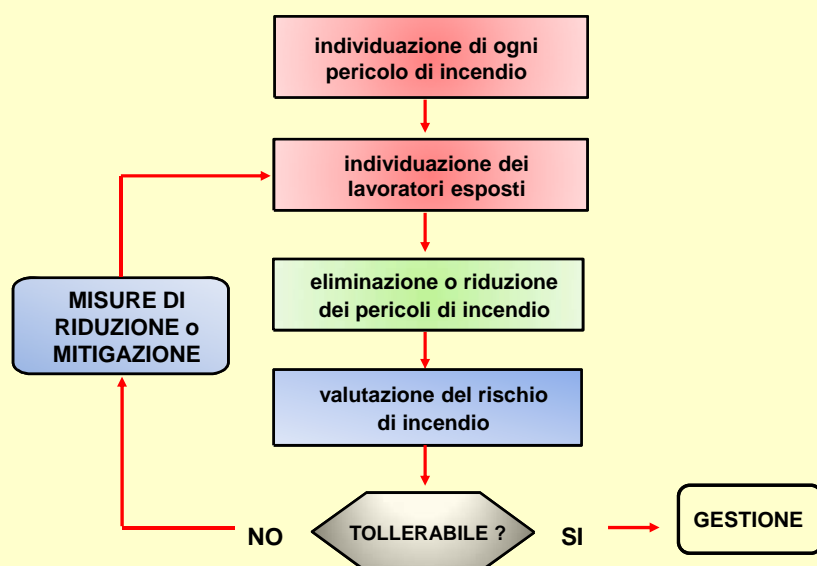 individuazione di ogni
pericolo di incendio
individuazione dei
lavoratori esposti
eliminazione o riduzione
dei pericoli di incendio
MISURE DI
RIDUZIONE o
MITIGAZIONE
valutazione del rischio
di incendio
NO
TOLLERABILE ?
SI
GESTIONE